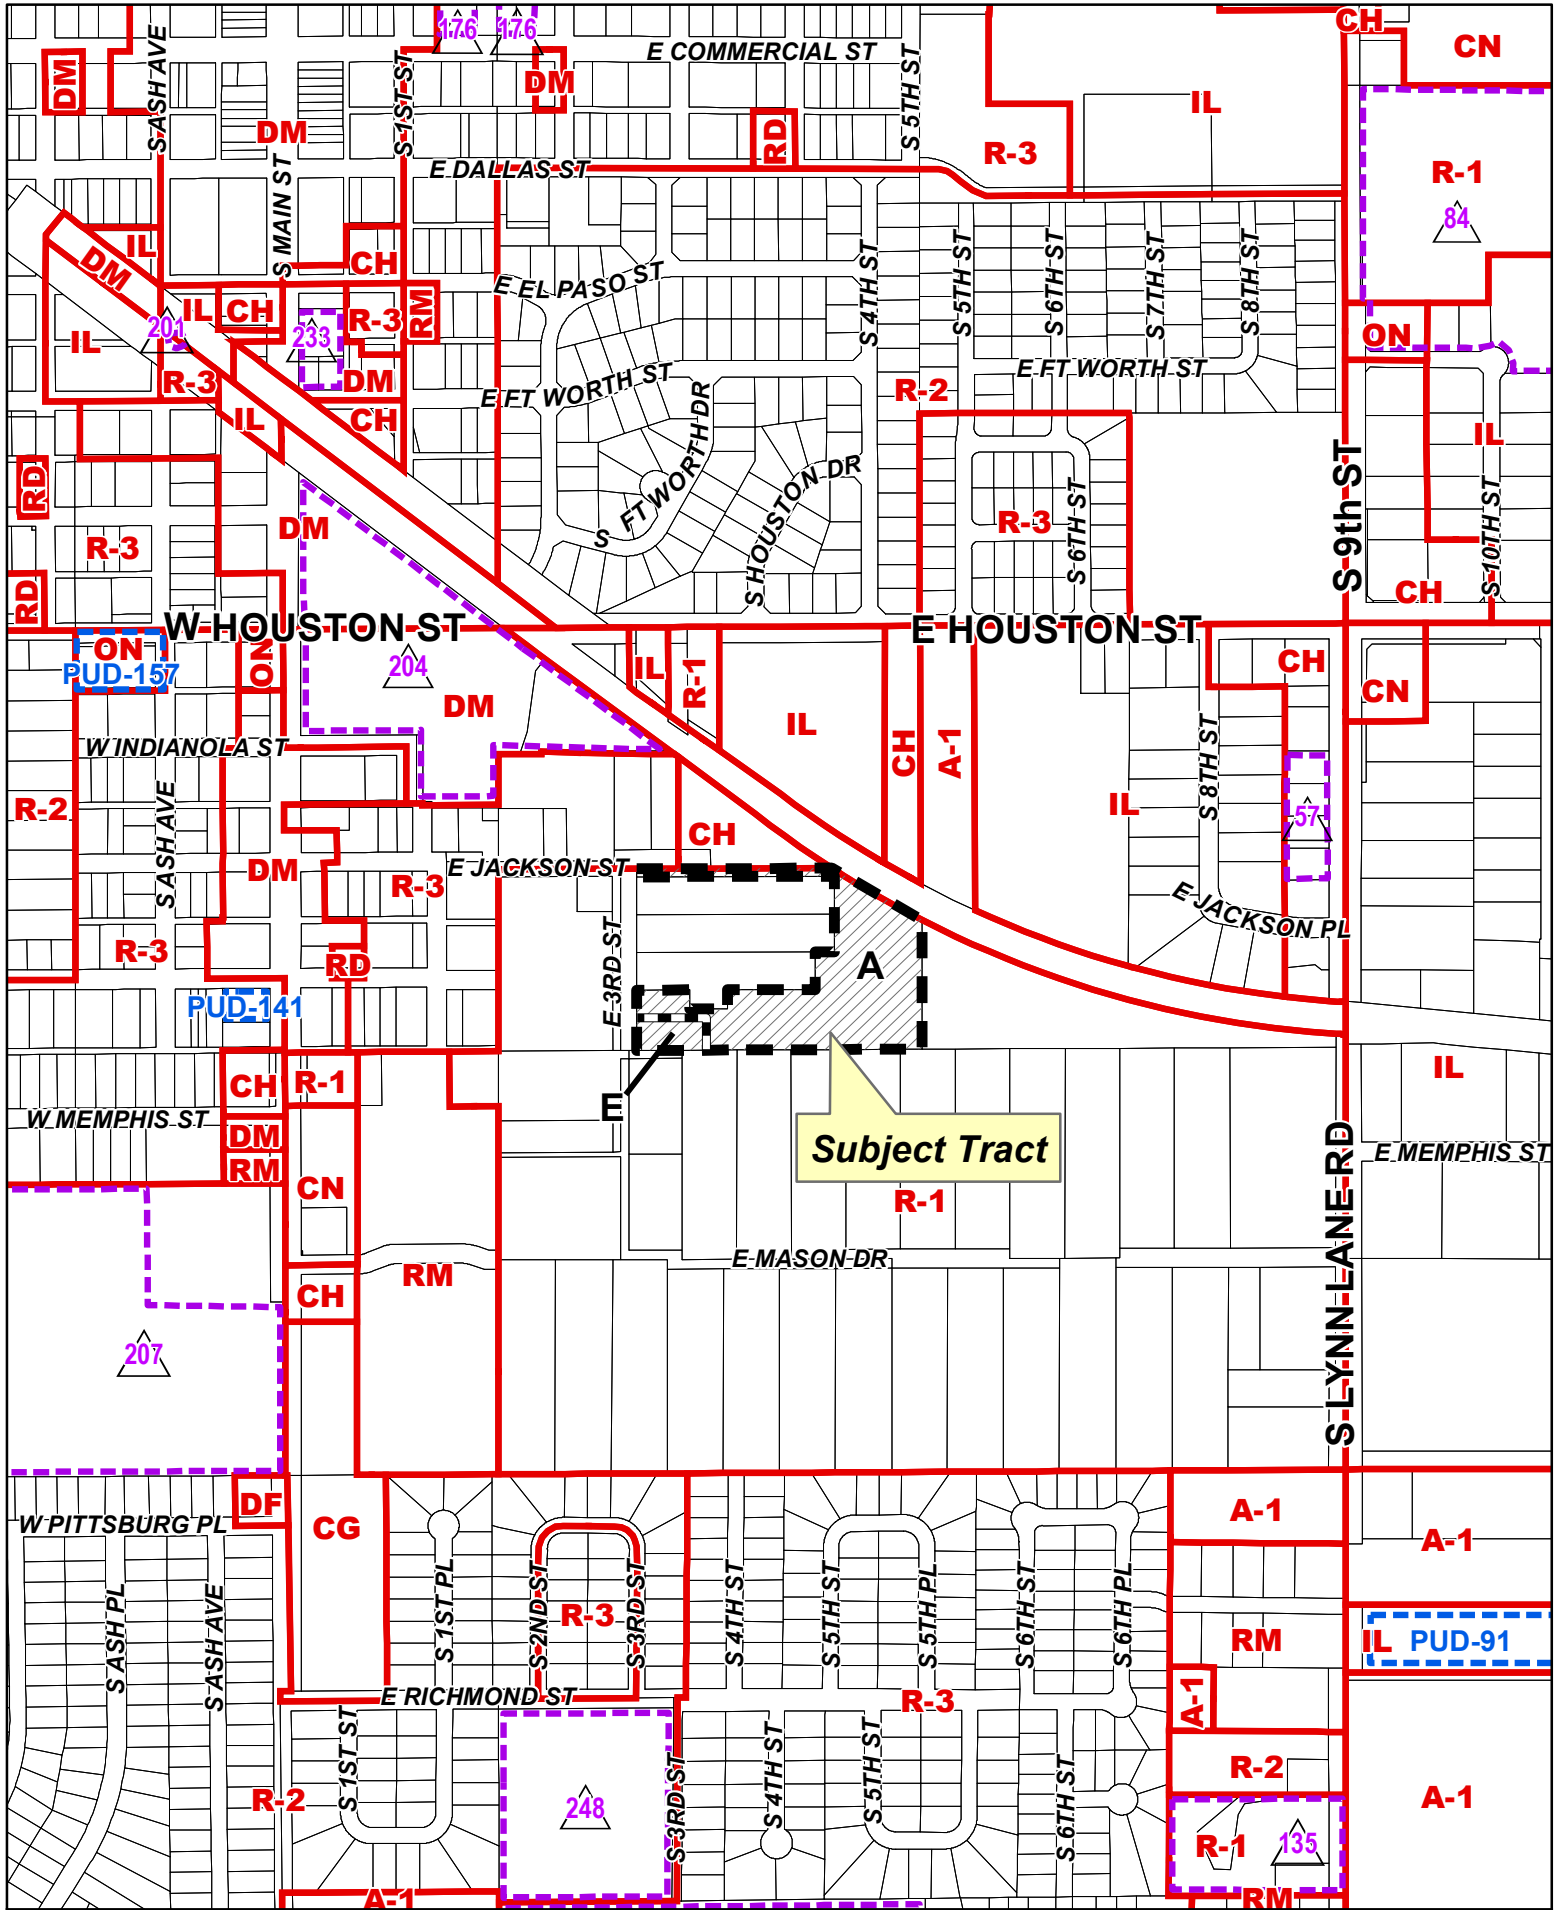 176
176
CH
CN
E COMMERCIAL ST
S ASH AVE
S 1ST ST
S 5TH ST
DM
DM
IL
DM
RD
R-3
E DALLAS ST
R-1
S MAIN ST
84
IL
CH
DM
S 4TH ST
S 5TH ST
S 6TH ST
S 7TH ST
S 8TH ST
E EL PASO ST
IL
CH
R-3
RM
201
233
ON
IL
R-3
DM
E FT WORTH ST
E FT WORTH ST
R-2
IL
CH
S FT WORTH DR
S HOUSTON DR
IL
RD
DM
R-3
S 6TH ST
S 9th ST
S 10TH ST
R-3
RD
CH
W HOUSTON ST
E HOUSTON ST
ON
PUD-157
ON
204
IL
R-1
CH
CN
DM
IL
CH
A-1
W INDIANOLA ST
S 8TH ST
R-2
S ASH AVE
IL
57
CH
DM
E JACKSON ST
R-3
E JACKSON PL
R-3
RD
E 3RD ST
A
PUD-141
CH
R-1
IL
E
W MEMPHIS ST
DM
Subject Tract
E MEMPHIS ST
RM
CN
R-1
S LYNN LANE RD
E MASON DR
RM
CH
207
DF
A-1
W PITTSBURG PL
CG
A-1
S ASH PL
S ASH AVE
S 1ST PL
S 2ND ST
R-3
S 3RD ST
S 4TH ST
S 5TH ST
S 5TH PL
S 6TH ST
S 6TH PL
RM
IL
PUD-91
E RICHMOND ST
R-3
A-1
S 1ST ST
S 3RD ST
S 4TH ST
S 5TH ST
S 6TH ST
R-2
R-2
248
A-1
R-1
135
A-1
RM